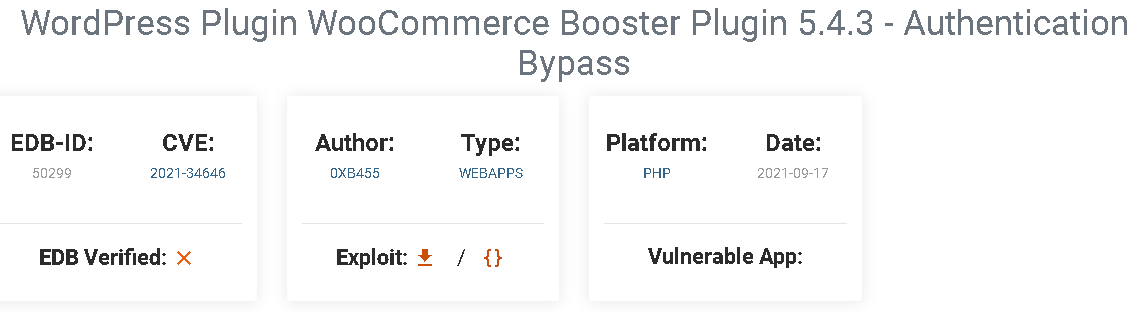 WordPress Plugin WooCommerce Booster Plugin 5.4.3 - Authentication
Bypass
EDB-ID: CVE:
50299 2021-34646
EDB Verified: ×
Author: Type:
0XB455 WEBAPPS
Exploit: / {}
Platform: Date:
PHP 2021-09-17
Vulnerable App: